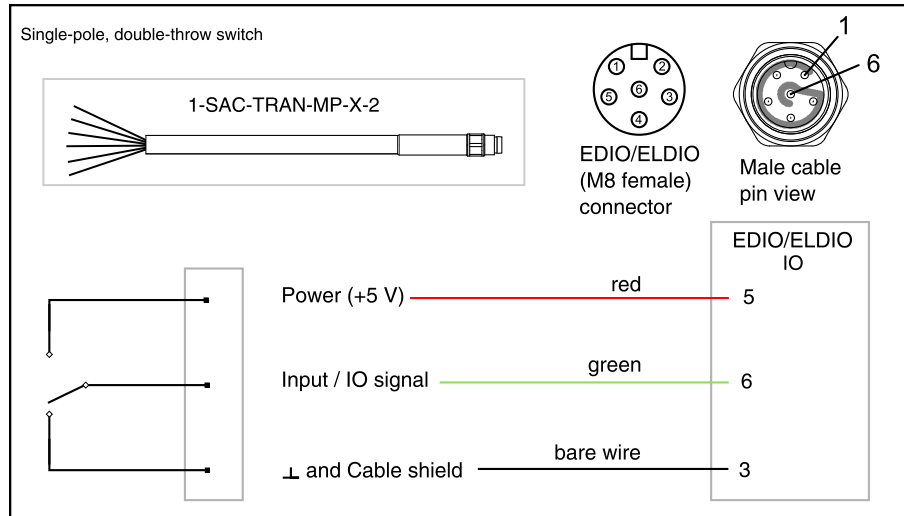 Single-pole, double-throw switch
1-SAC-TRAN-MP-X-2
1
2
6
5
3
4
EDIO/ELDIO
(M8 female)
connector
1
6
Male cable
pin view
EDIO/ELDIO
IO
Power (+5 V)
red
5
Input / IO signal
green
6
⊥ and Cable shield
bare wire
3